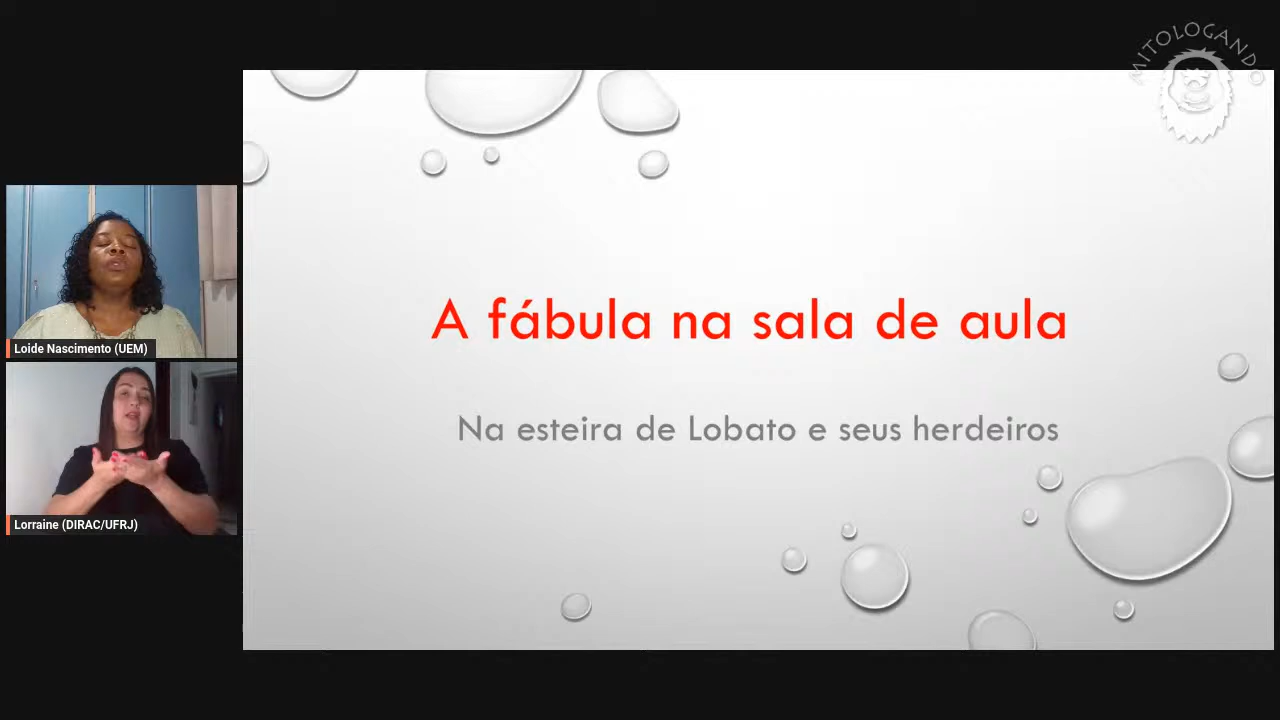 MITOLOGANDO
A fábula na sala de aula
Na esteira de Lobato e seus herdeiros
Loide Nascimento (UEM)
Lorraine (DIRAC/UFRJ)